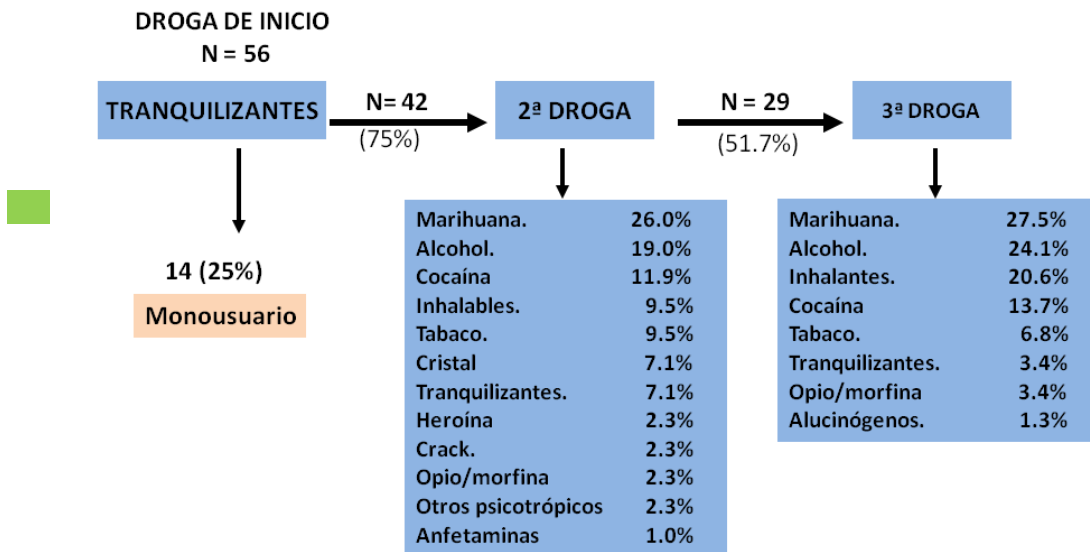 DROGA DE INICIO
N = 56
TRANQUILIZANTES
N= 42
(75%)
2ª DROGA
N = 29
(51.7%)
3ª DROGA
14 (25%)
Monousuario
Marihuana. 26.0%
Alcohol. 19.0%
Cocaína 11.9%
Inhalables. 9.5%
Tabaco. 9.5%
Cristal 7.1%
Tranquilizantes. 7.1%
Heroína 2.3%
Crack. 2.3%
Opio/morfina 2.3%
Otros psicotrópicos 2.3%
Anfetaminas 1.0%
Marihuana. 27.5%
Alcohol. 24.1%
Inhalantes. 20.6%
Cocaína 13.7%
Tabaco. 6.8%
Tranquilizantes. 3.4%
Opio/morfina 3.4%
Alucinógenos. 1.3%